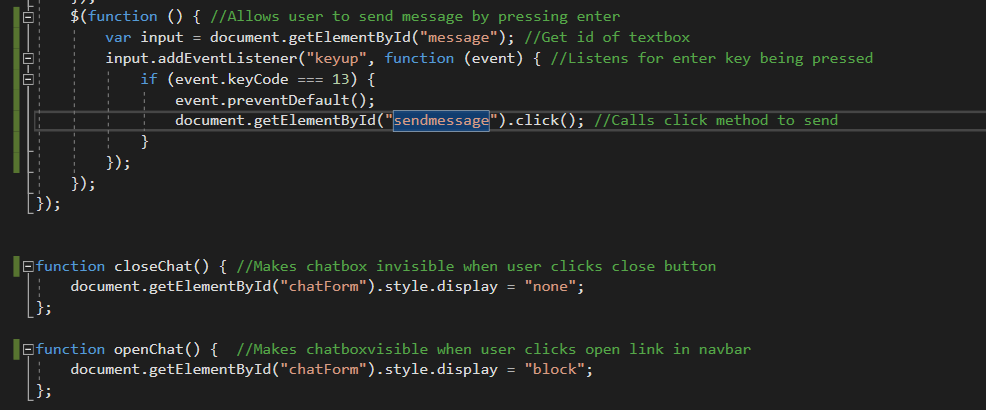 });
$(function () { //Allows user to send message by pressing enter
var input = document.getElementById("message"); //Get id of textbox
input.addEventListener("keyup", function (event) { //Listens for enter key being pressed
if (event.keyCode === 13) {
event.preventDefault();
document.getElementById("sendmessage").click(); //Calls click method to send
}
});
});
});
function closeChat() { //Makes chatbox invisible when user clicks close button
document.getElementById("chatForm").style.display = "none";
};
function openChat() {  //Makes chatboxvisible when user clicks open link in navbar
document.getElementById("chatForm").style.display = "block";
};